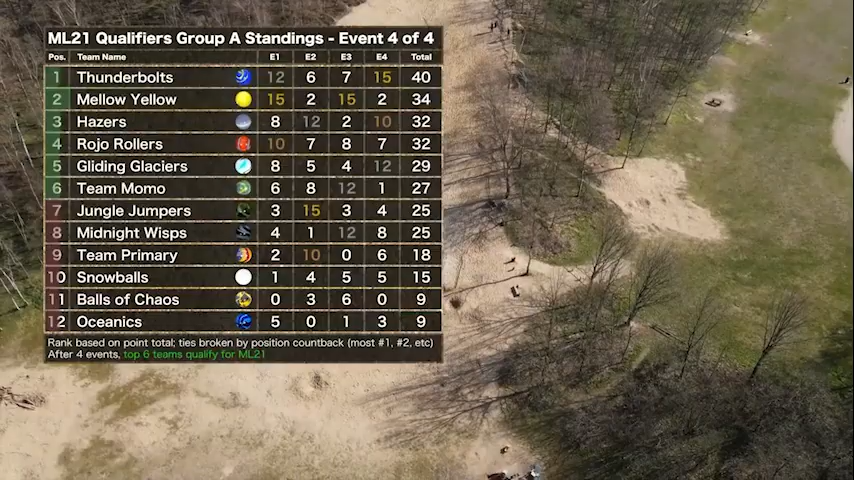 ML21 Qualifiers Group A Standings - Event 4 of 4
Pos. Team Name E1 E2 E3 E4 Total
1 Thunderbolts 12 6 7 15 40
2 Mellow Yellow 15 2 15 2 34
3 Hazers 8 12 2 10 32
4 Rojo Rollers 10 7 8 7 32
5 Gliding Glaciers 8 5 4 12 29
6 Team Momo 6 8 12 1 27
7 Jungle Jumpers 3 15 3 4 25
8 Midnight Wisps 4 1 12 8 25
9 Team Primary 2 10 0 6 18
10 Snowballs 1 4 5 5 15
11 Balls of Chaos 0 3 6 0 9
12 Oceanics 5 0 1 3 9
Rank based on point total; ties broken by position countback (most #1, #2, etc)
After 4 events, top 6 teams qualify for ML21